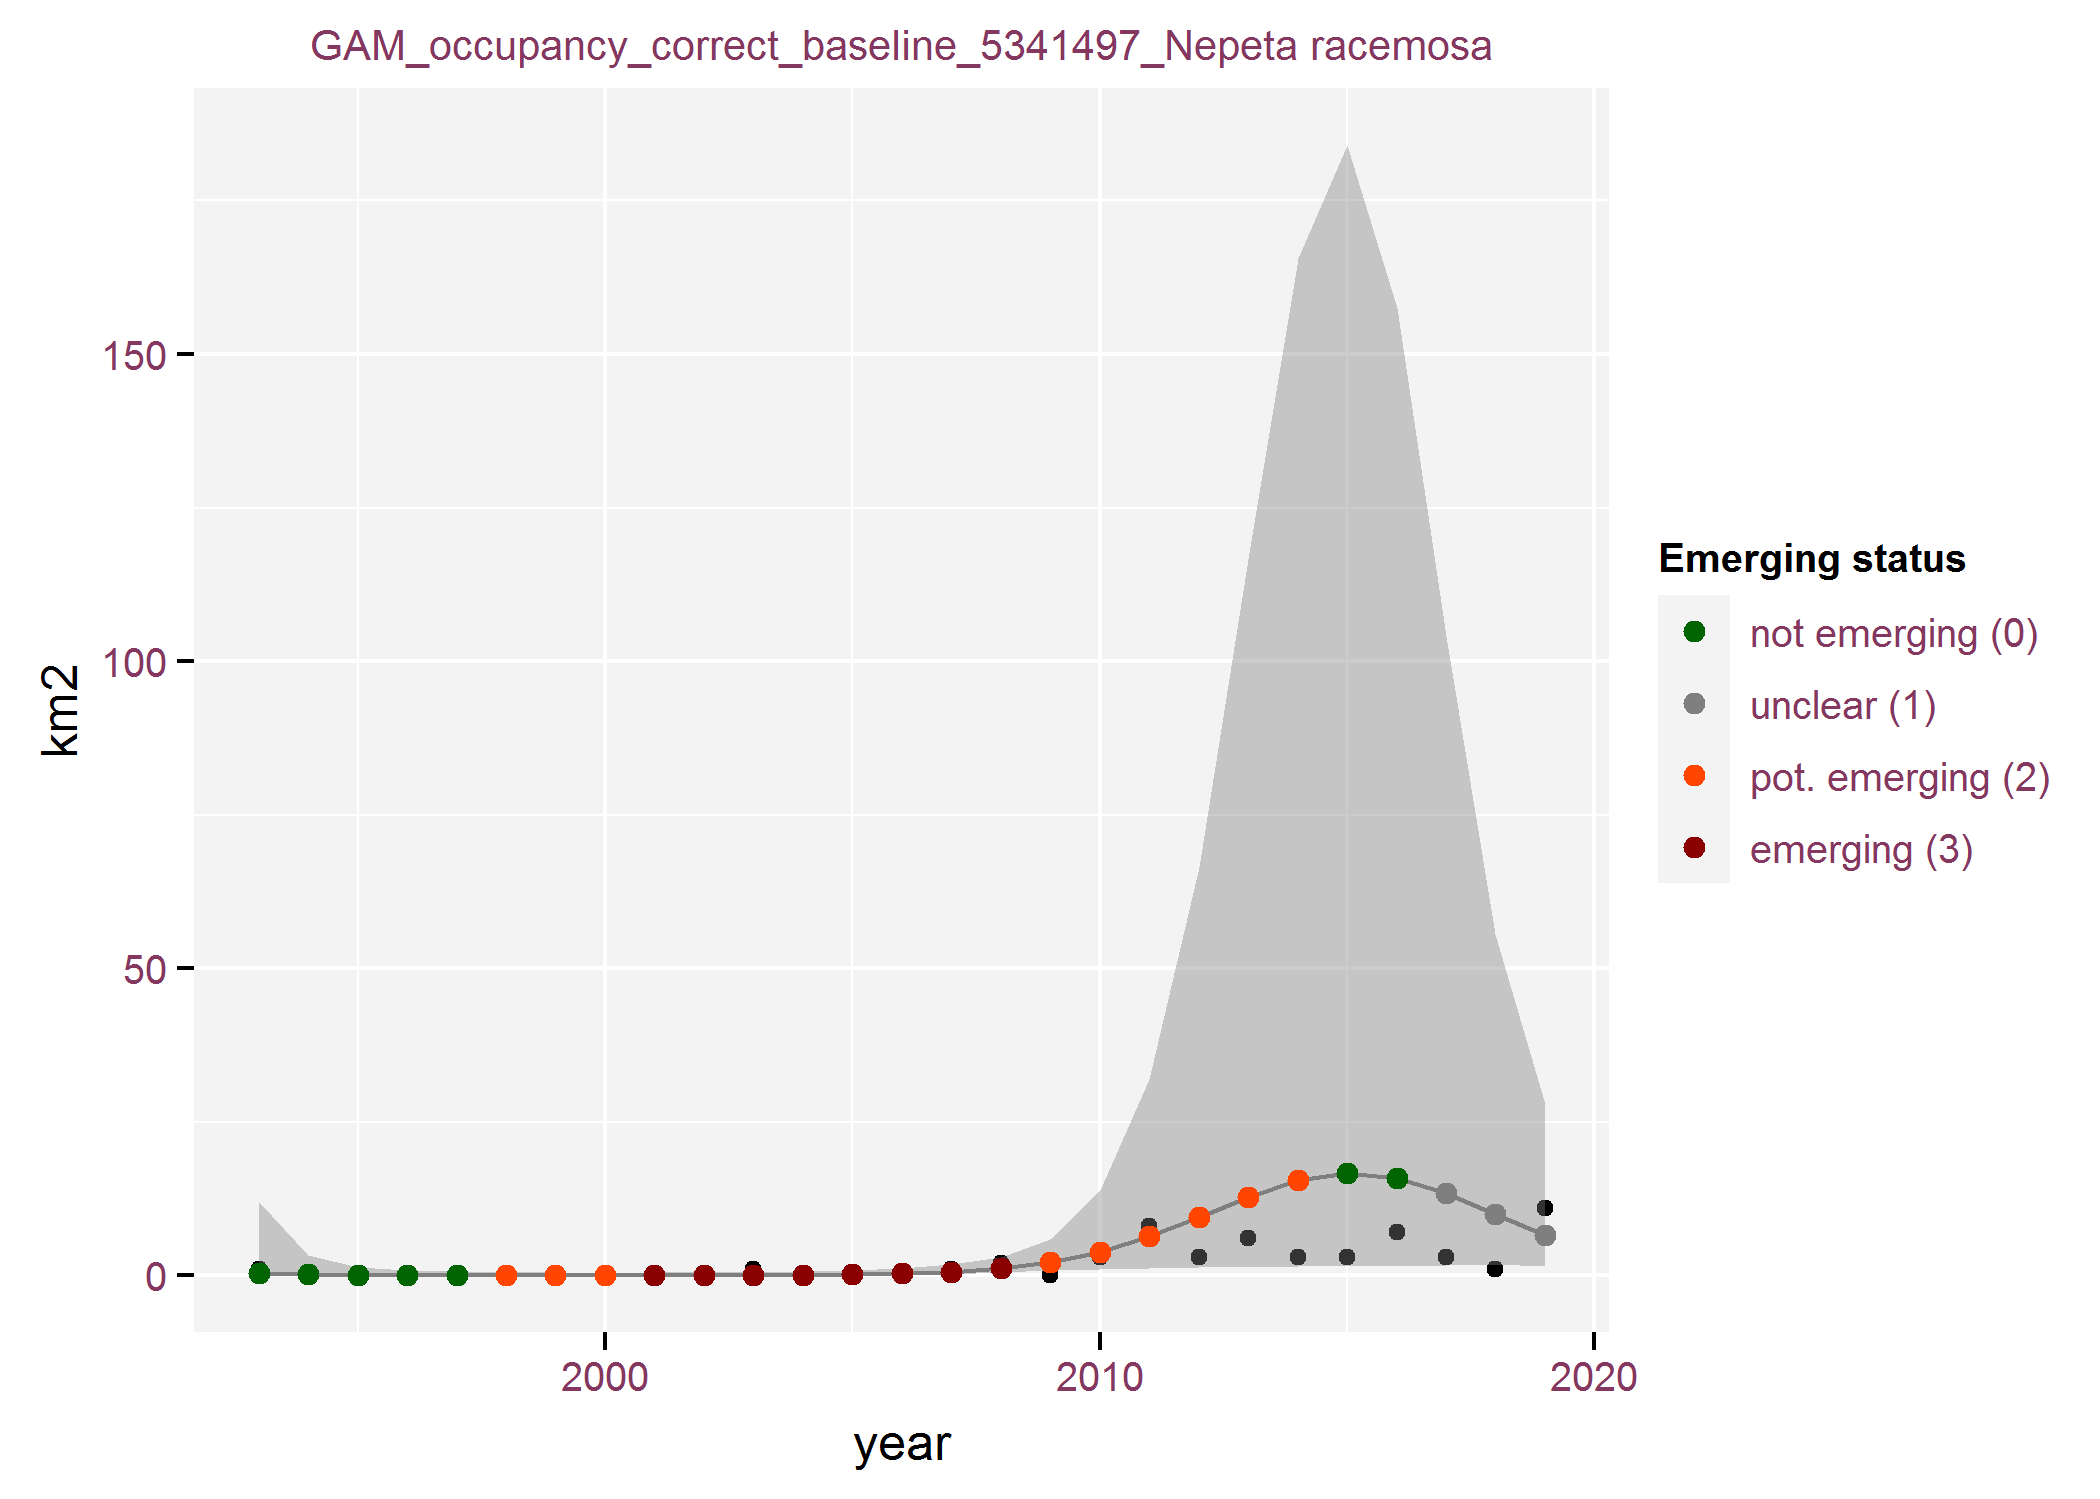 GAM_occupancy_correct_baseline_5341497_Nepeta racemosa
150
100
50
0
km2
2000
2010
2020
year
Emerging status
not emerging (0)
unclear (1)
pot. emerging (2)
emerging (3)